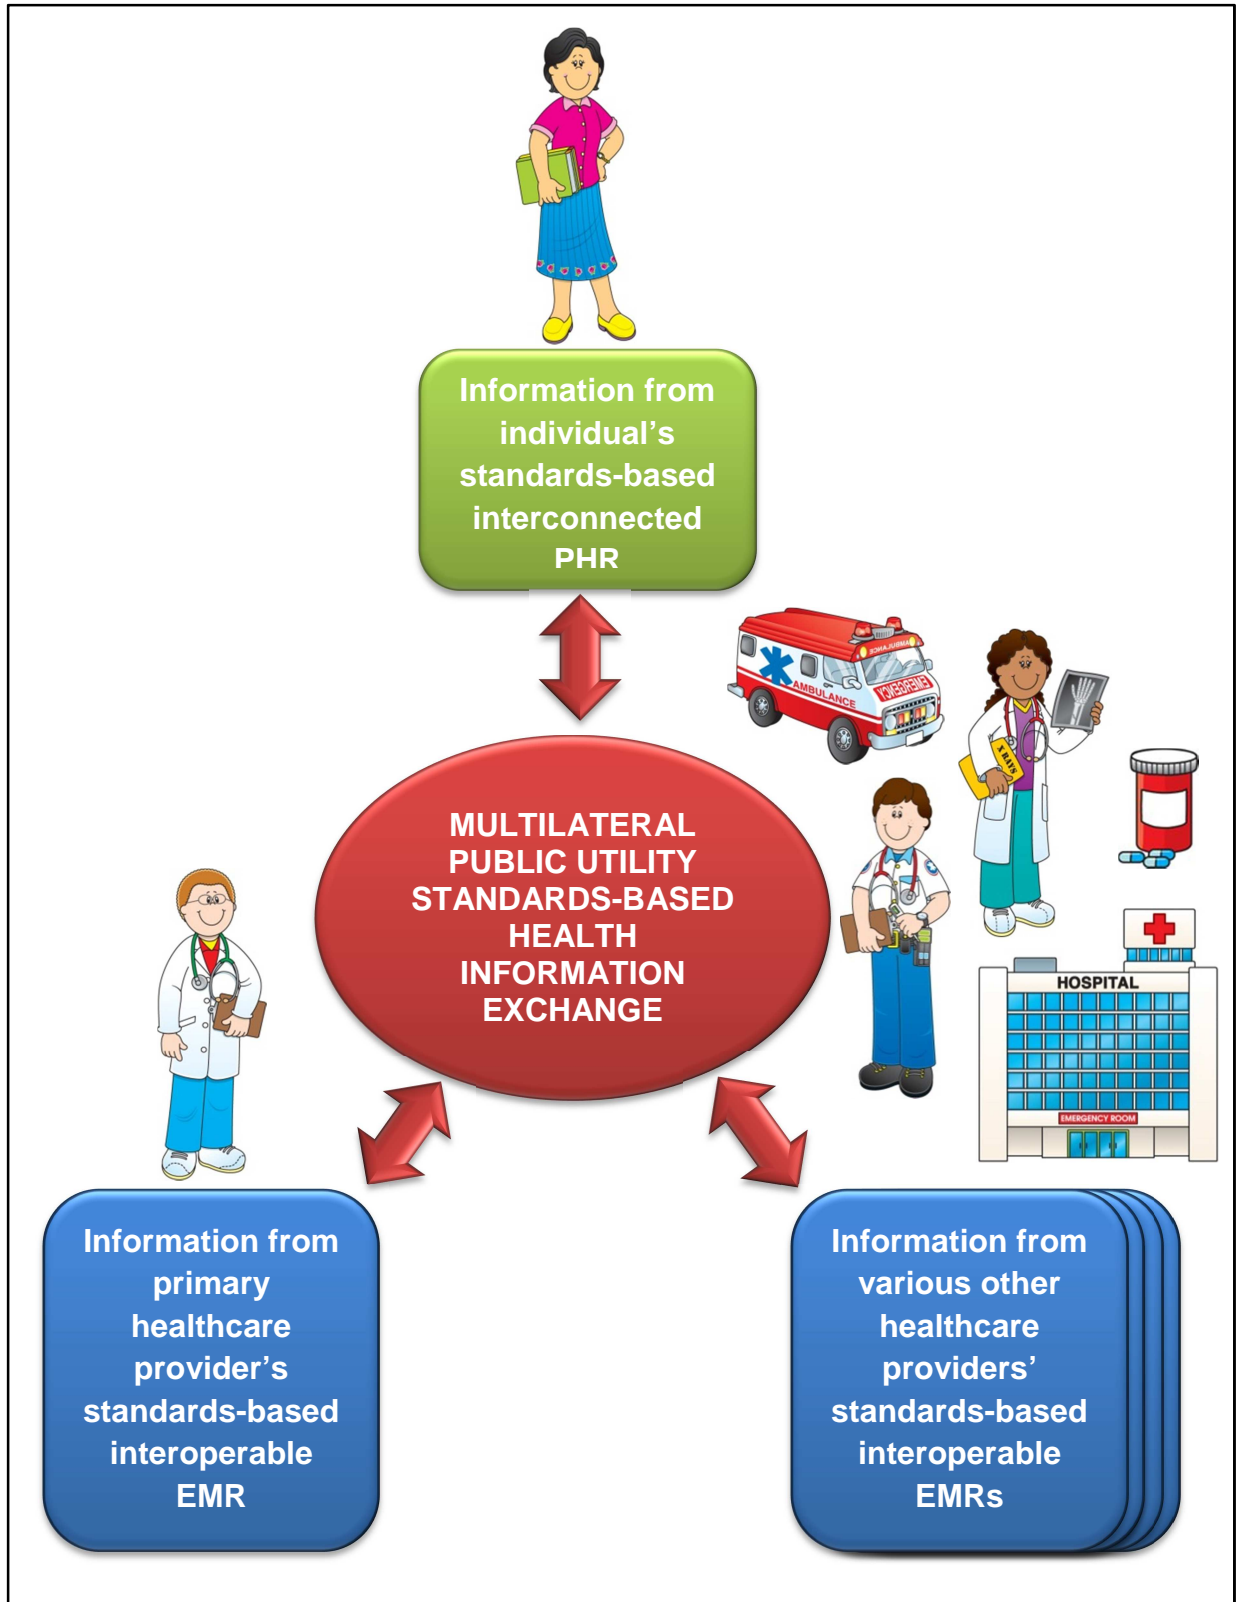 Information from
individual’s
standards-based
interconnected
PHR
AMBULANCE
AMBULANCE
EMERGENCY
X RAYS
MULTILATERAL
PUBLIC UTILITY
STANDARDS-BASED
HEALTH
INFORMATION
EXCHANGE
HOSPITAL
EMERGENCY ROOM
Information from
primary
healthcare
provider’s
standards-based
interoperable
EMR
Information from
various other
healthcare
providers’
standards-based
interoperable
EMRs